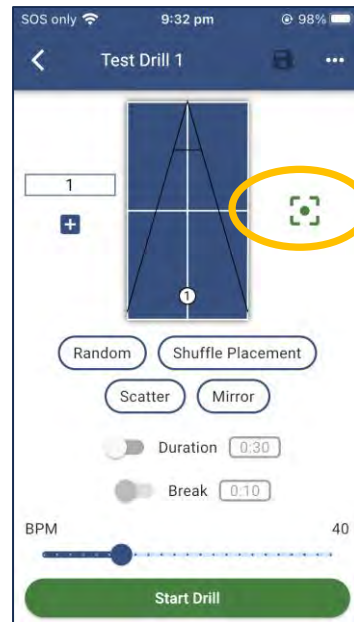 SOS only 9:32 pm 98%
Test Drill 1
1
1
Random Shuffle Placement
Scatter Mirror
Duration 0:30
Break 0:10
BPM 40
Start Drill